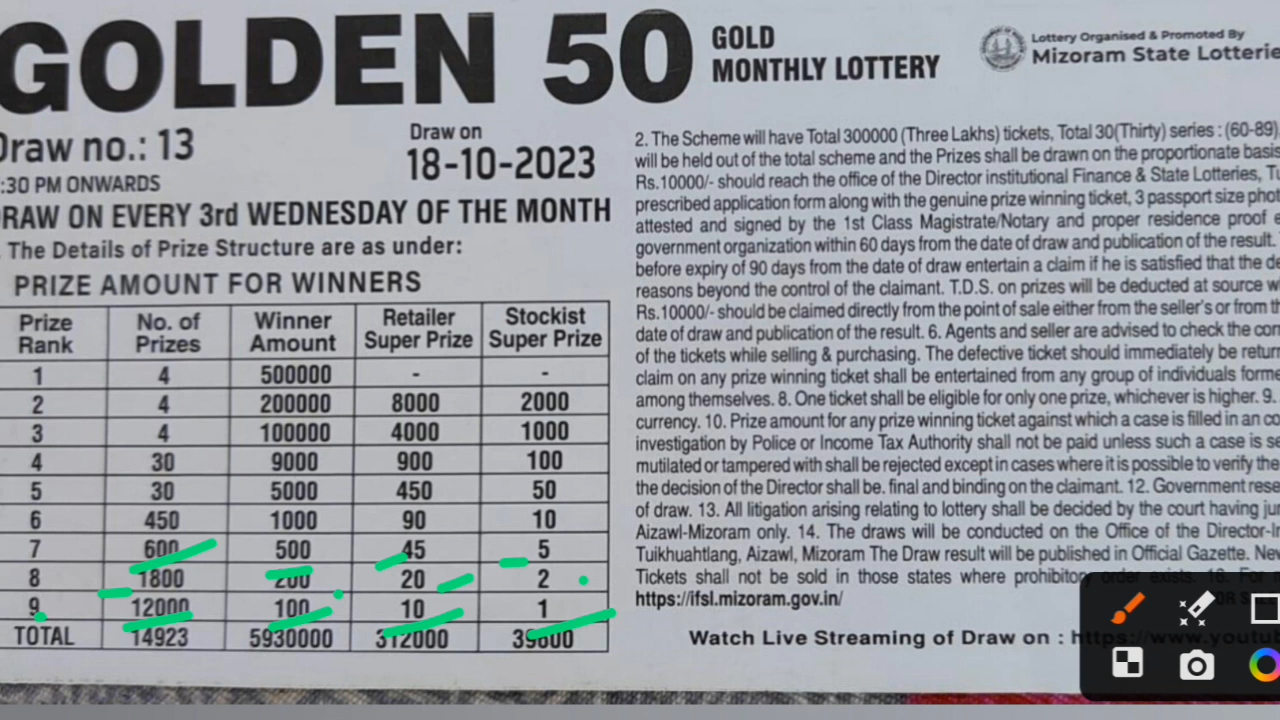 GOLDEN 50
GOLD
MONTHLY LOTTERY
Lottery Organised & Promoted By
Mizoram State Lotterie
Draw no.: 13
Draw on
18-10-2023
:30 PM ONWARDS
DRAW ON EVERY 3rd WEDNESDAY OF THE MONTH
. The Details of Prize Structure are as under:
PRIZE AMOUNT FOR WINNERS
Prize Rank No. of Prizes Winner Amount Retailer Super Prize Stockist Super Prize
1 4 500000 - -
2 4 200000 8000 2000
3 4 100000 4000 1000
4 30 9000 900 100
5 30 5000 450 50
6 450 1000 90 10
7 600 500 45 5
8 1800 200 20 2
9 12000 100 10 1
TOTAL 14923 5930000 312000 39600
2. The Scheme will have Total 300000 (Three Lakhs) tickets, Total 30(Thirty) series : (60-89)
will be held out of the total scheme and the Prizes shall be drawn on the proportionate basis
Rs.10000/- should reach the office of the Director institutional Finance & State Lotteries, Tu
prescribed application form along with the genuine prize winning ticket, 3 passport size pho
attested and signed by the 1st Class Magistrate/Notary and proper residence proof
government organization within 60 days from the date of draw and publication of the result.
before expiry of 90 days from the date of draw entertain a claim if he is satisfied that the de
reasons beyond the control of the claimant. T.D.S. on prizes will be deducted at source w
Rs.10000/- should be claimed directly from the point of sale either from the seller's or from th
date of draw and publication of the result. 6. Agents and seller are advised to check the con
of the tickets while selling & purchasing. The defective ticket should immediately be return
claim on any prize winning ticket shall be entertained from any group of individuals forme
among themselves. 8. One ticket shall be eligible for only one prize, whichever is higher. 9.
currency. 10. Prize amount for any prize winning ticket against which a case is filled in an co
investigation by Police or Income Tax Authority shall not be paid unless such a case is se
mutilated or tampered with shall be rejected except in cases where it is possible to verify the
the decision of the Director shall be. final and binding on the claimant. 12. Government rese
of draw. 13. All litigation arising relating to lottery shall be decided by the court having ju
Aizawl-Mizoram only. 14. The draws will be conducted on the Office of the Director-I
Tuikhuahtlang, Aizawl, Mizoram The Draw result will be published in Official Gazette. New
Tickets shall not be sold in those states where prohibitory order exists. 16. For
https://ifsl.mizoram.gov.in/
Watch Live Streaming of Draw on : https://www.youtu